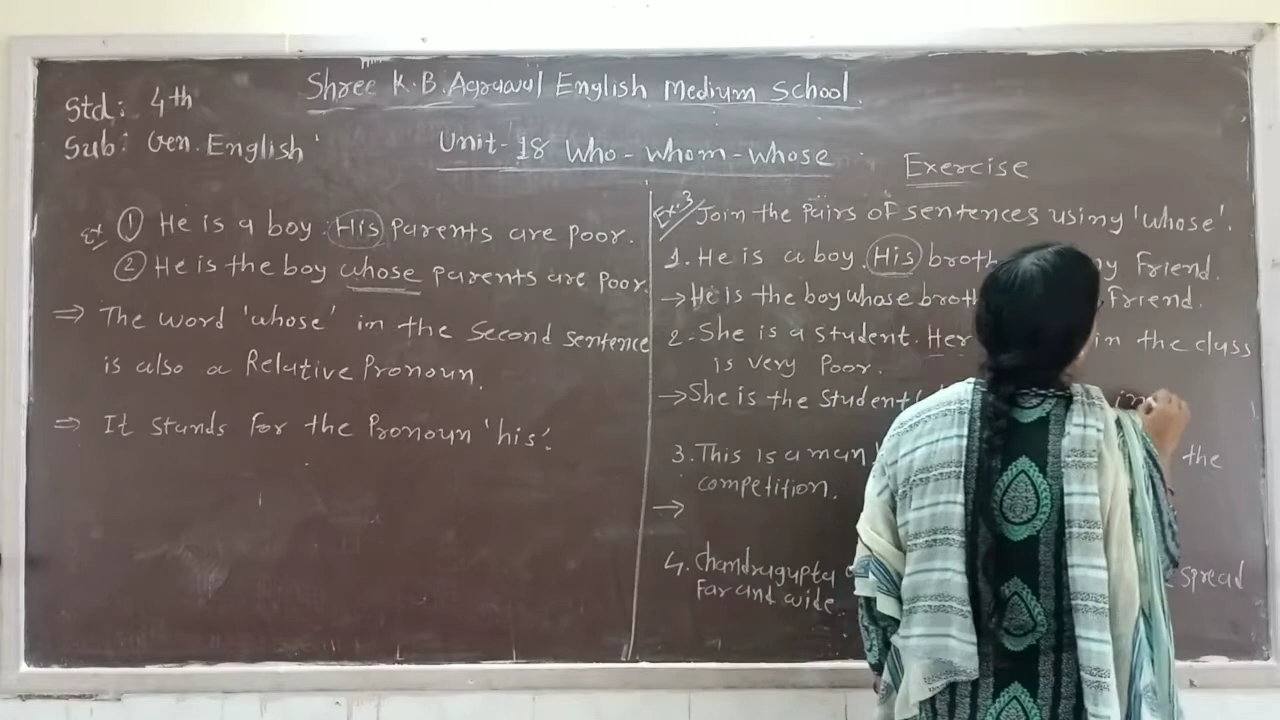 Shree K.B. Agrawal English Medium School.
Std: 4th
Sub: Gen. English
Unit-18 Who - Whom - Whose
Ex ① He is a boy. His parents are poor.
② He is the boy whose parents are poor.
⇒ The word 'whose' in the second sentence
is also a Relative Pronoun.
⇒ It stands for the Pronoun 'his'.
Exercise
Ex.3 Join the pairs of sentences using 'whose'.
1. He is a boy. His my Friend.
→ He is the boy whose Friend.
2. She is a student. Her in the class
is very Poor.
→ She is the student in
3. This is a man the
competition.
→
4. Chandragupta spread
Far and wide.